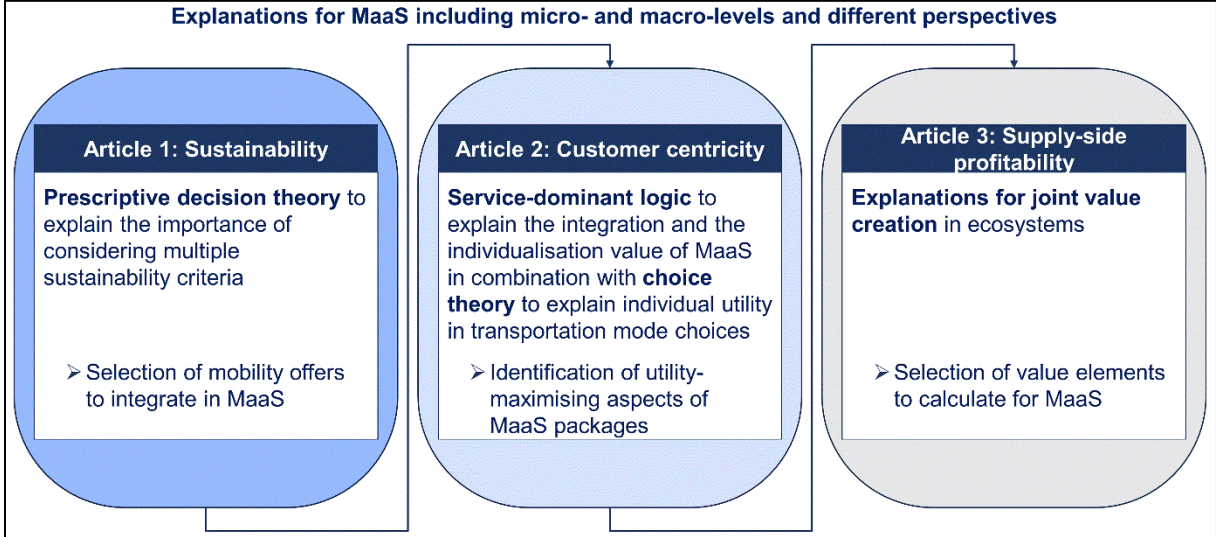 Explanations for MaaS including micro- and macro-levels and different perspectives
Article 1: Sustainability
Prescriptive decision theory to
explain the importance of
considering multiple
sustainability criteria
➢ Selection of mobility offers
to integrate in MaaS
Article 2: Customer centricity
Service-dominant logic to
explain the integration and the
individualisation value of MaaS
in combination with choice
theory to explain individual utility
in transportation mode choices
➢ Identification of utility-
maximising aspects of
MaaS packages
Article 3: Supply-side
profitability
Explanations for joint value
creation in ecosystems
➢ Selection of value elements
to calculate for MaaS